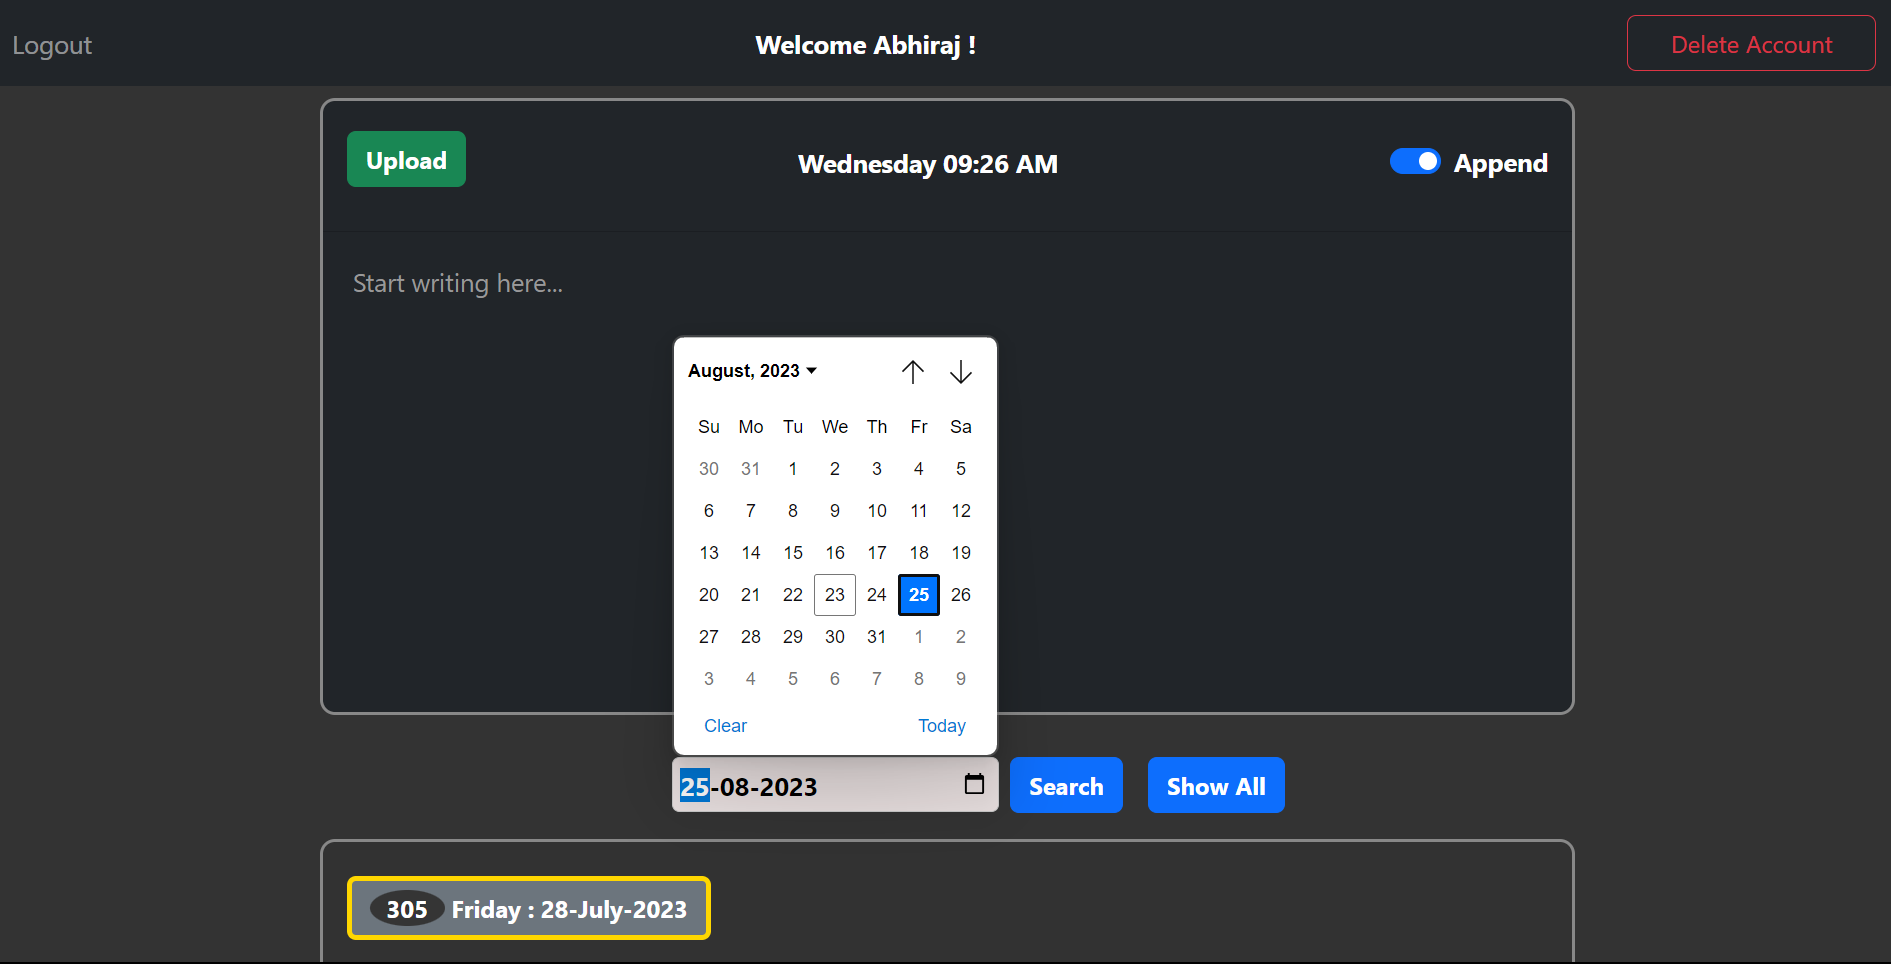 Logout Welcome Abhiraj ! Delete Account
Upload Wednesday 09:26 AM Append
Start writing here...
August, 2023
Su Mo Tu We Th Fr Sa
30 31 1 2 3 4 5
6 7 8 9 10 11 12
13 14 15 16 17 18 19
20 21 22 23 24 25 26
27 28 29 30 31 1 2
3 4 5 6 7 8 9
Clear Today
25-08-2023 Search Show All
305 Friday : 28-July-2023